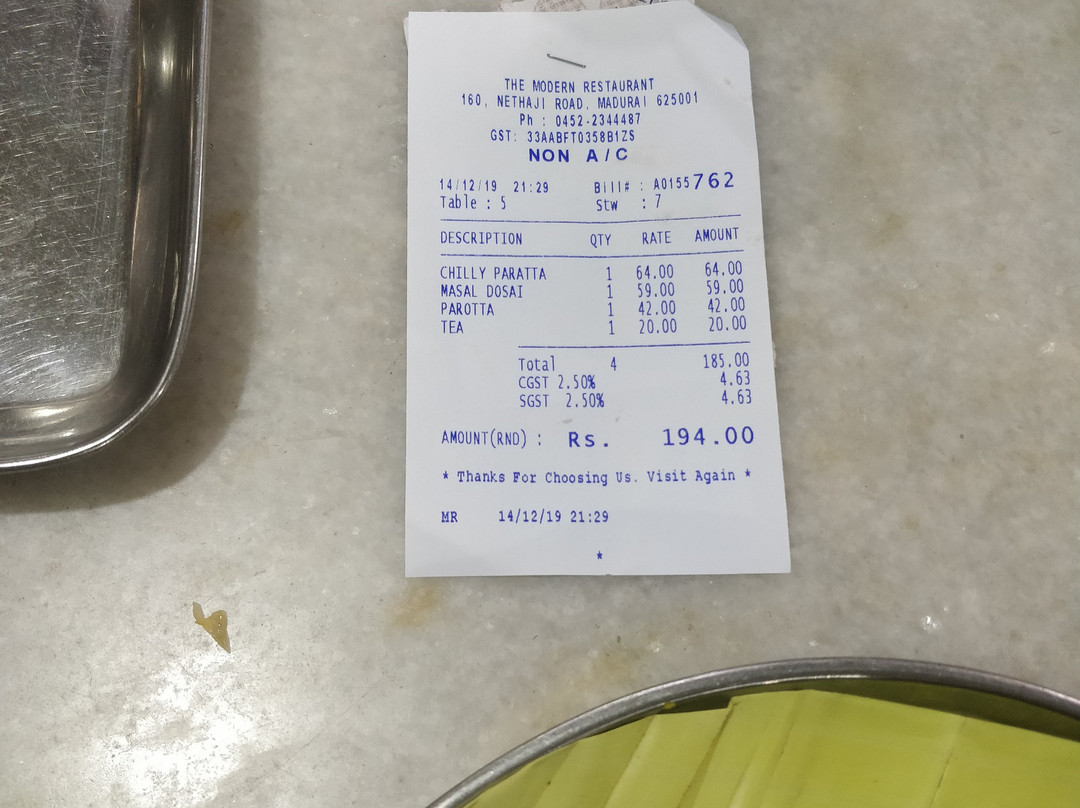 THE MODERN RESTAURANT
160, NETHAJI ROAD, MADURAI 625001
Ph : 0452-2344487
GST: 33AABFT0358B1ZS
NON A/C
14/12/19 21:29 Bill# : A0155762
Table : 5 Stw : 7
DESCRIPTION QTY RATE AMOUNT
CHILLY PARATTA 1 64.00 64.00
MASAL DOSAI 1 59.00 59.00
PAROTTA 1 42.00 42.00
TEA 1 20.00 20.00
Total 4 185.00
CGST 2.50% 4.63
SGST 2.50% 4.63
AMOUNT(RND) : Rs. 194.00
* Thanks For Choosing Us. Visit Again *
MR 14/12/19 21:29
*